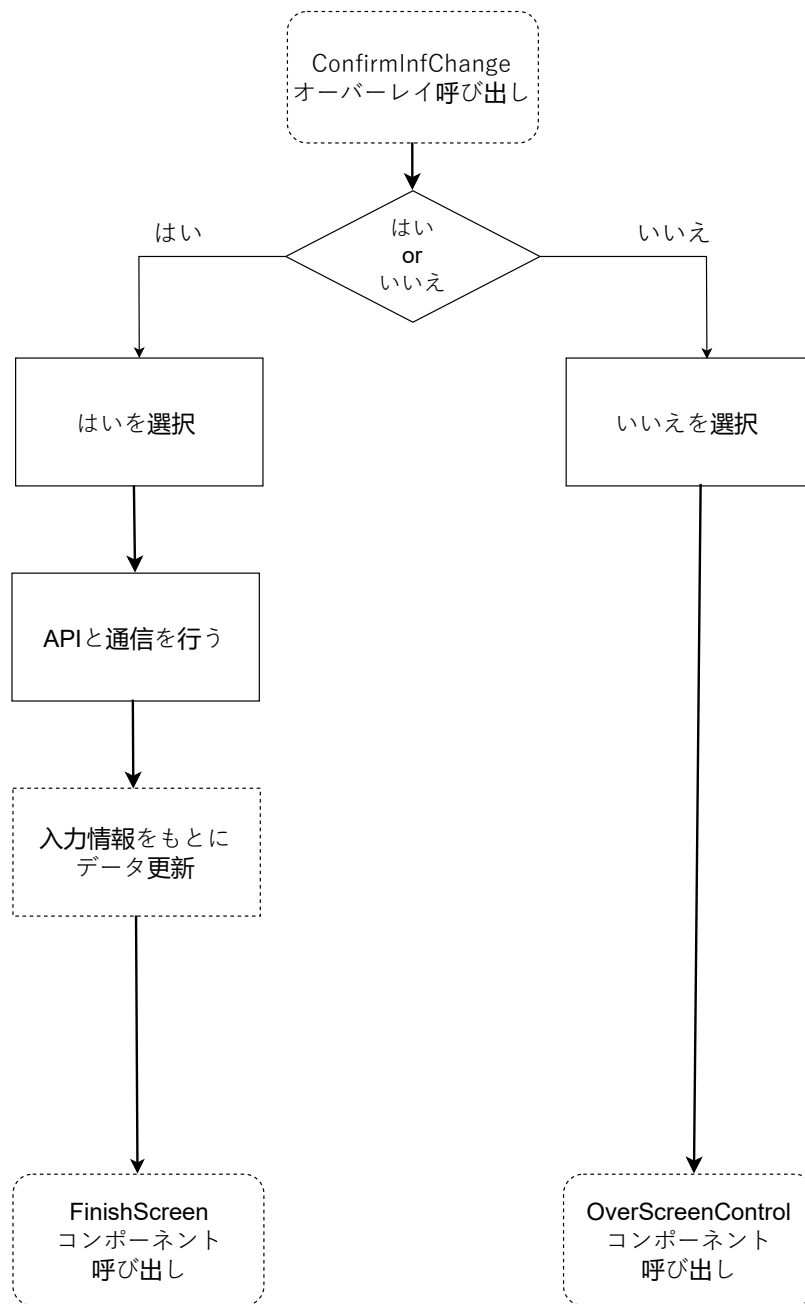 ConfirmInfChange
オーバーレイ呼び出し
はい
はい
or
いいえ
いいえ
はいを選択
いいえを選択
APIと通信を行う
入力情報をもとに
データ更新
FinishScreen
コンポーネント
呼び出し
OverScreenControl
コンポーネント
呼び出し